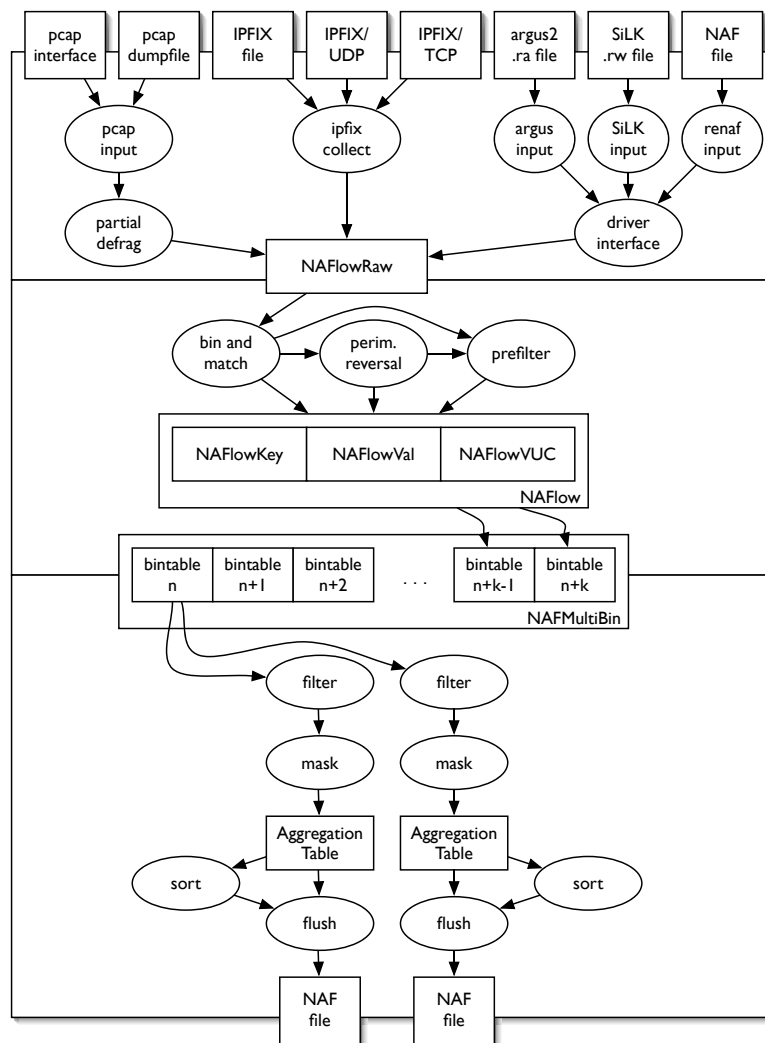 pcap interface
pcap dumpfile
IPFIX file
IPFIX/ UDP
IPFIX/ TCP
argus2 .ra file
SiLK .rw file
NAF file
pcap input
ipfix collect
argus input
SiLK input
renaf input
partial defrag
driver interface
NAFlowRaw
bin and match
perim. reversal
prefilter
NAFlowKey
NAFlowVal
NAFlowVUC
NAFlow
bintable n
bintable n+1
bintable n+2
. . .
bintable n+k-1
bintable n+k
NAFMultiBin
filter
filter
mask
mask
Aggregation Table
Aggregation Table
sort
sort
flush
flush
NAF file
NAF file